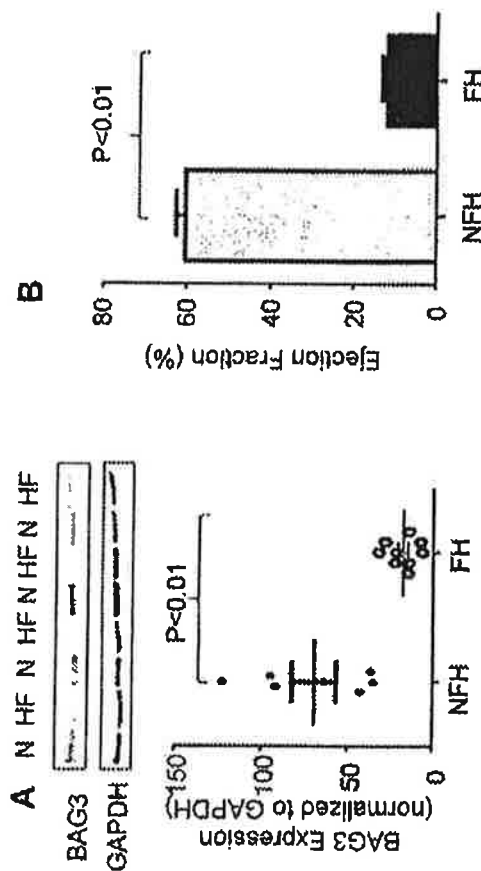 A
N HF N HF N HF N HF
BAG3
GAPDH
BAG3 Expression
(normalized to GAPDH)
150
100
50
0
P<0.01
NFH
FH
B
Ejection Fraction (%)
80
60
40
20
0
P<0.01
NFH
FH